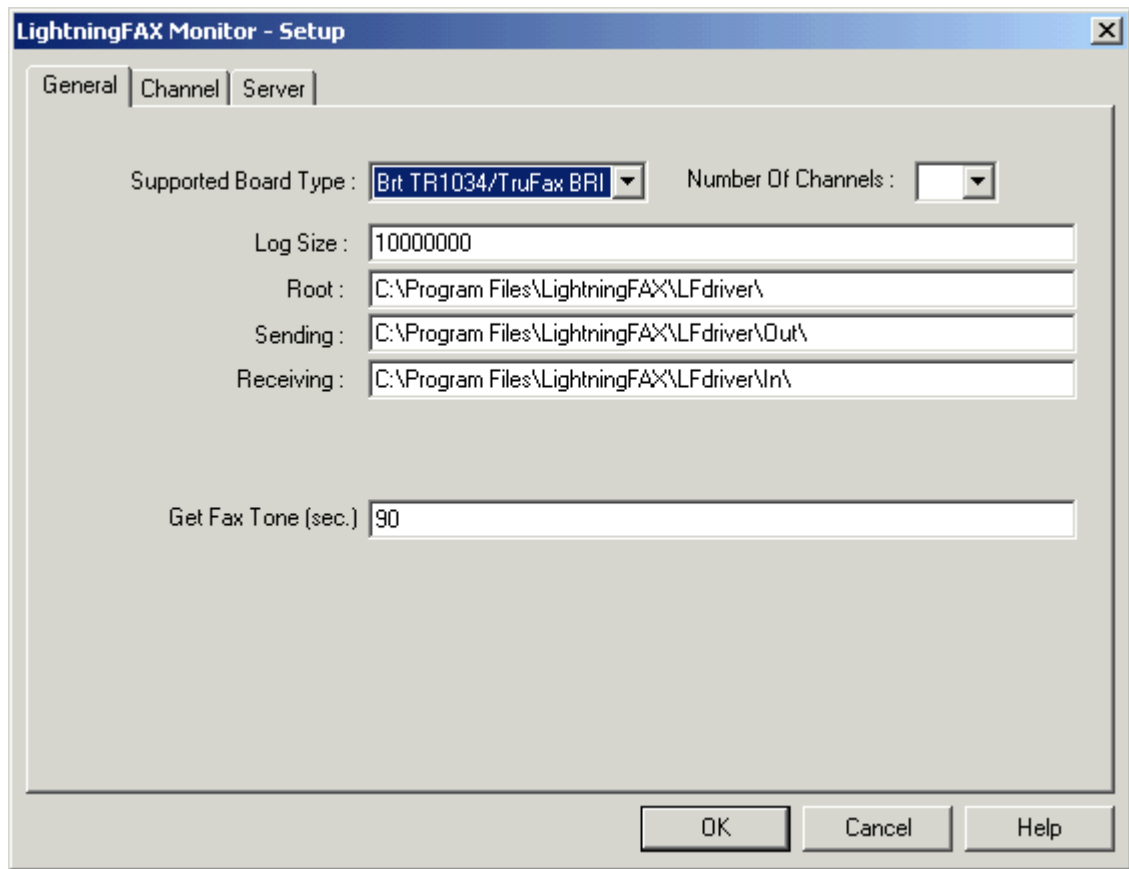 LightningFAX Monitor - Setup
General Channel Server
Supported Board Type : Brt TR1034/TruFax BRI Number Of Channels :
Log Size : 10000000
Root : C:\Program Files\LightningFAX\LFdriver\
Sending : C:\Program Files\LightningFAX\LFdriver\Out\
Receiving : C:\Program Files\LightningFAX\LFdriver\In\
Get Fax Tone (sec.) 90
OK Cancel Help